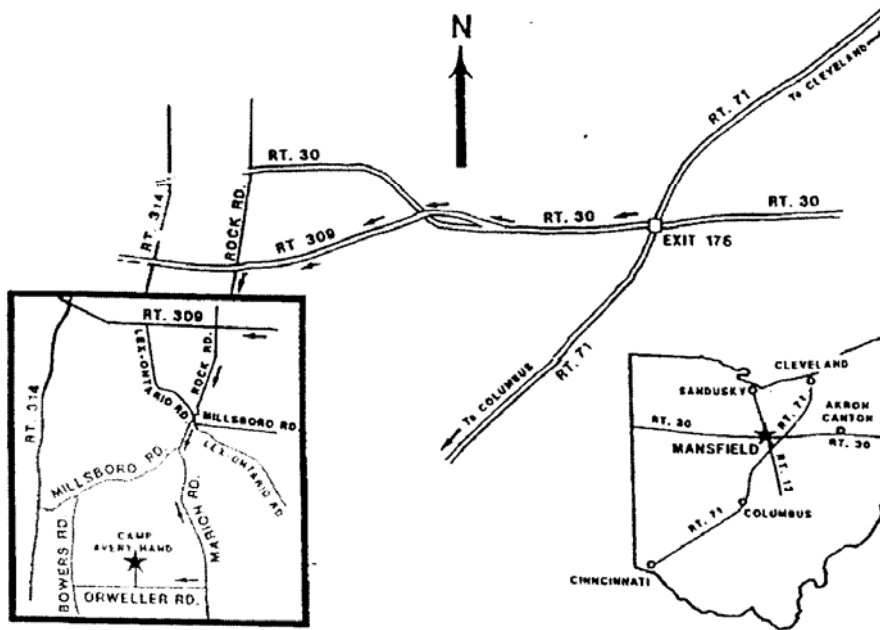 N
RT. 71
To CLEVELAND
RT. 30
RT. 314
ROCK RD.
RT. 30
RT. 30
RT 309
EXIT 176
RT. 71
To COLUMBUS
RT. 309
LEX-ONTARIO RD.
ROCK RD.
RT. 314
MILLSBORO RD.
LEX-ONTARIO RD
MILLSBORO RD.
MARION RD.
BOWERS RD.
CAMP
AVERY HAND
ORWELLER RD.
CLEVELAND
SANDUSKY
RT. 71
AKRON
CANTON
RT. 30
MANSFIELD
RT. 30
RT. 13
COLUMBUS
RT. 71
CINNCINNATI